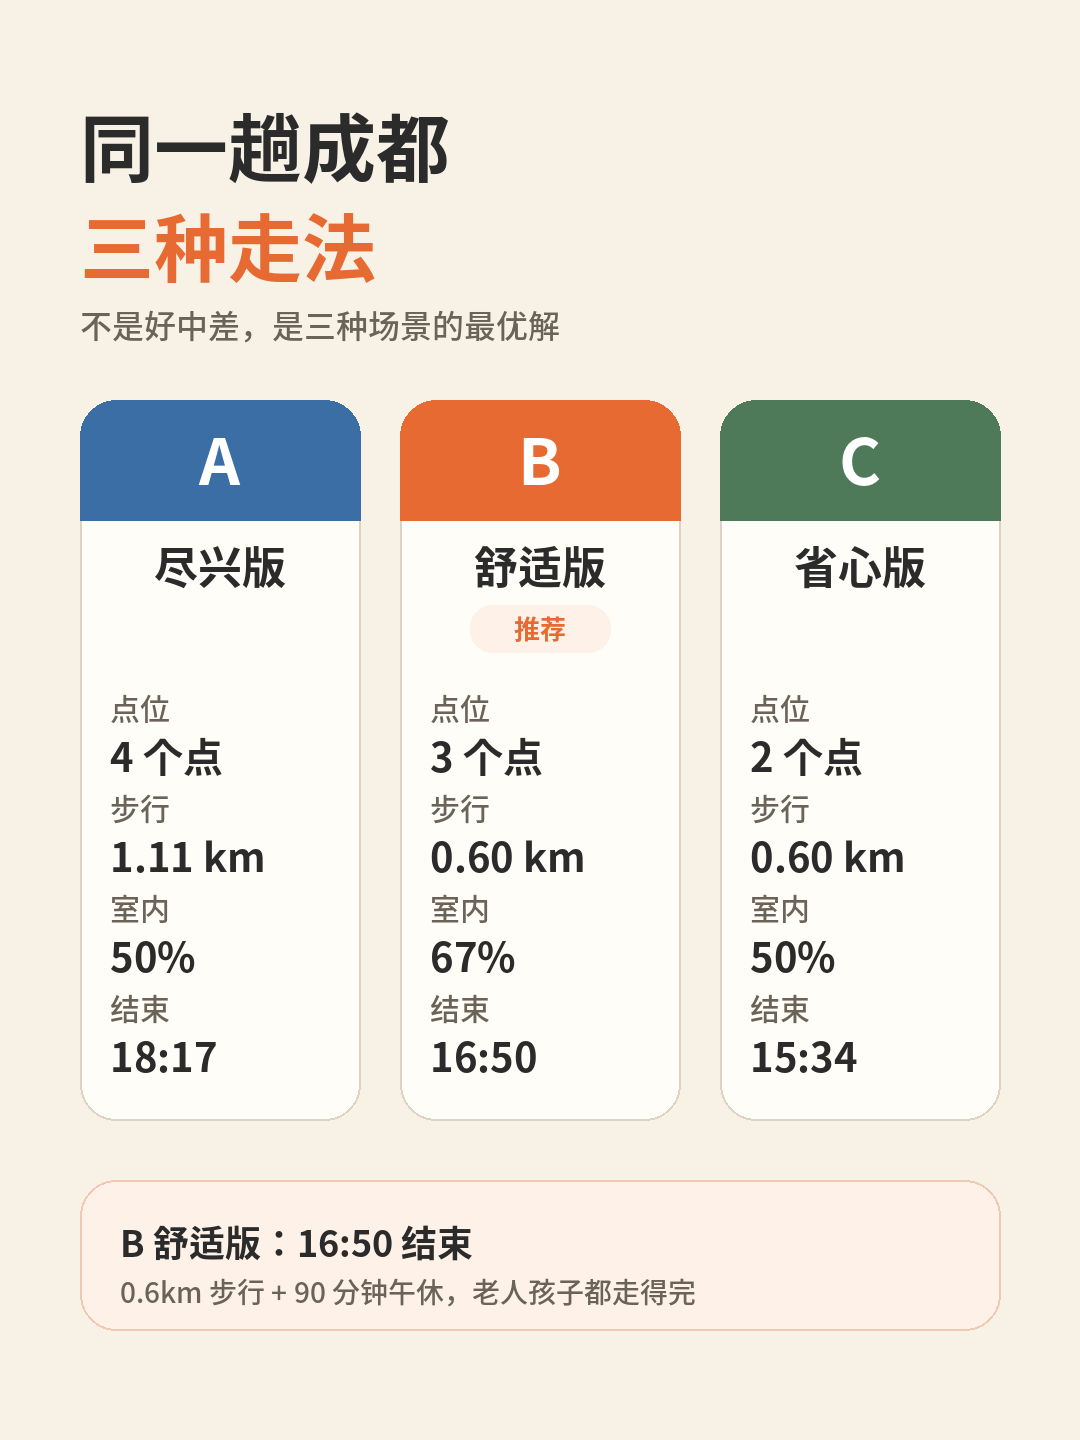 同一趟成都
三种走法
不是好中差，是三种场景的最优解
A
尽兴版
点位
4 个点
步行
1.11 km
室内
50%
结束
18:17
B
舒适版
推荐
点位
3 个点
步行
0.60 km
室内
67%
结束
16:50
C
省心版
点位
2 个点
步行
0.60 km
室内
50%
结束
15:34
B 舒适版：16:50 结束
0.6km 步行 + 90 分钟午休，老人孩子都走得完